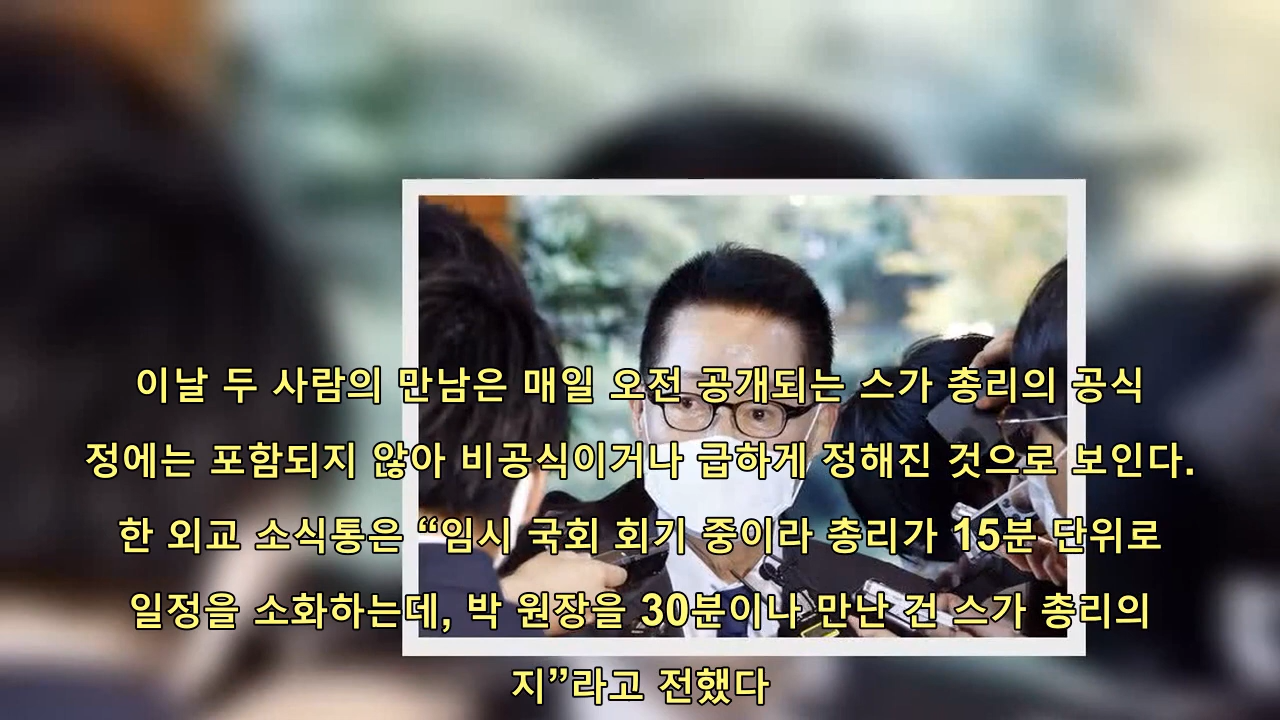 이날 두 사람의 만남은 매일 오전 공개되는 스가 총리의 공식
정에는 포함되지 않아 비공식이거나 급하게 정해진 것으로 보인다.
한 외교 소식통은 “임시 국회 회기 중이라 총리가 15분 단위로
일정을 소화하는데, 박 원장을 30분이나 만난 건 스가 총리의
지”라고 전했다